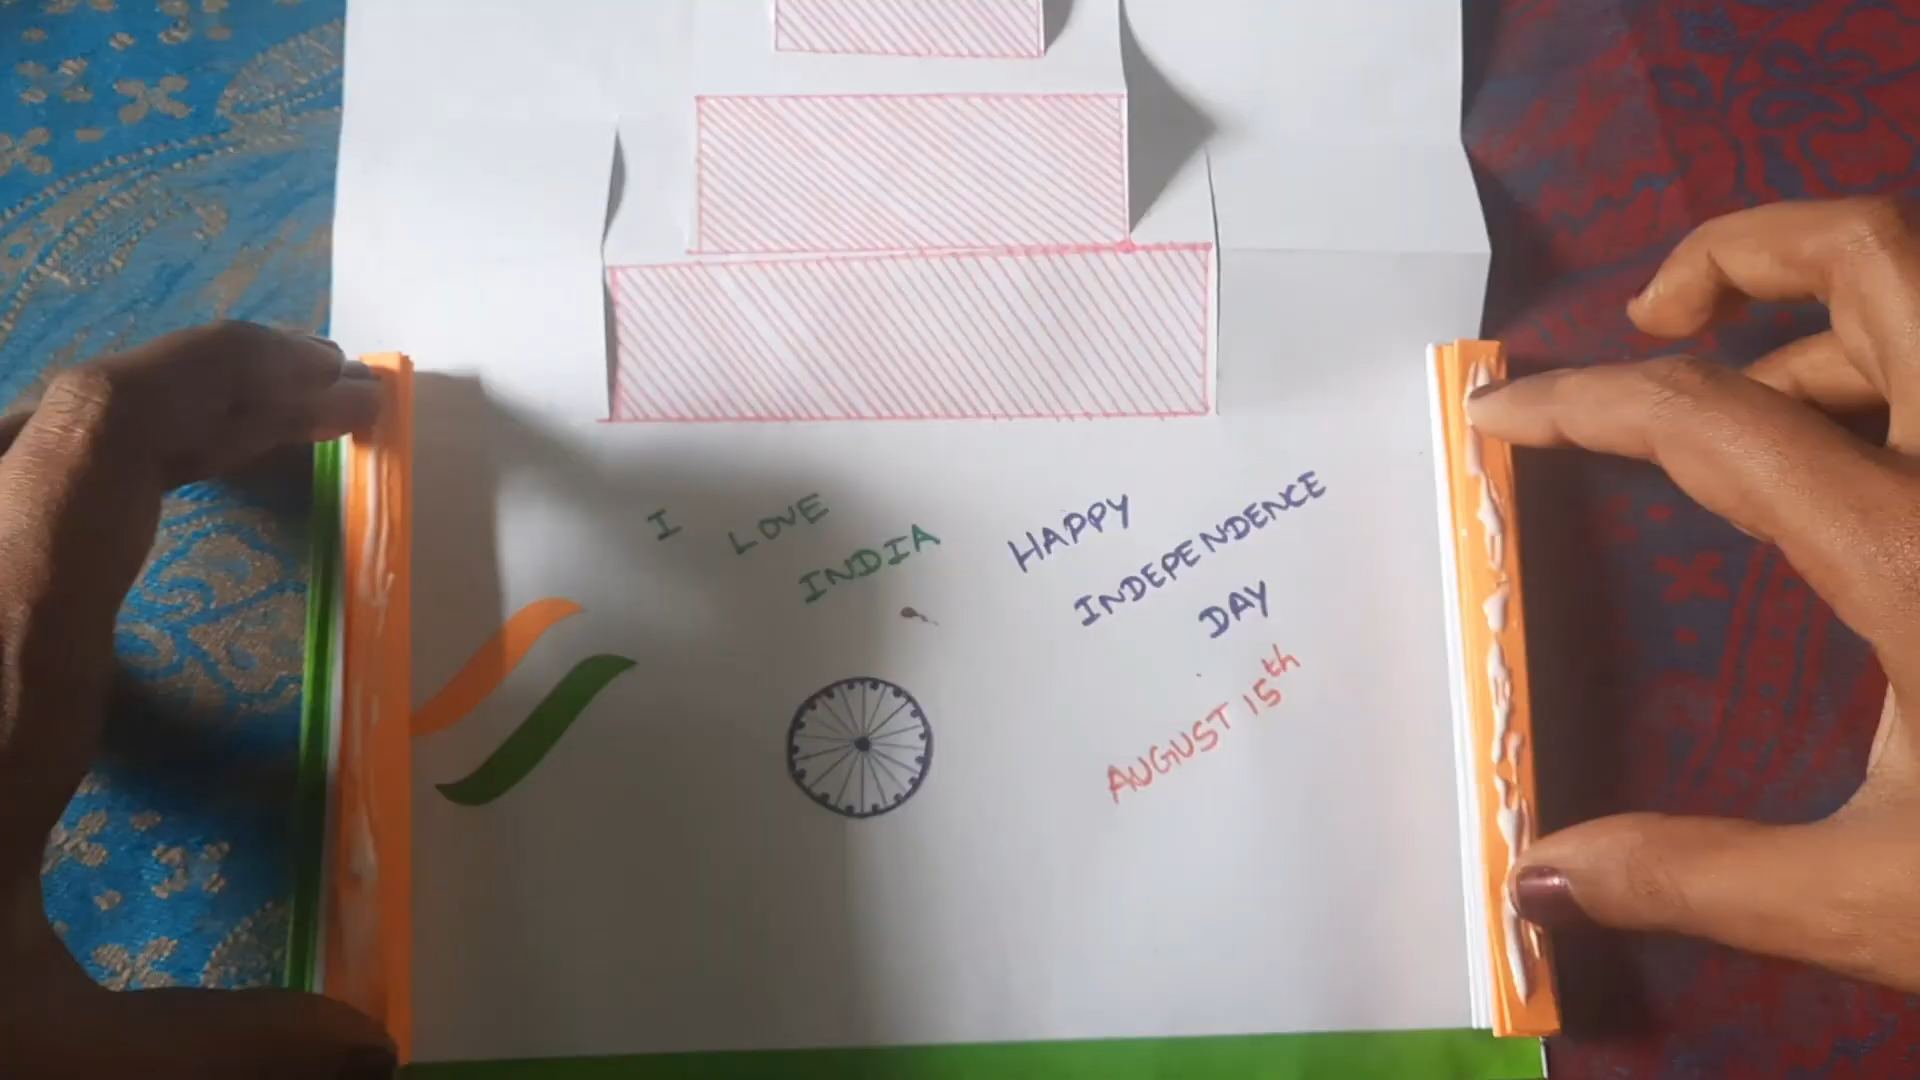 I LOVE
INDIA
HAPPY
INDEPENDENCE
DAY
AUGUST 15th